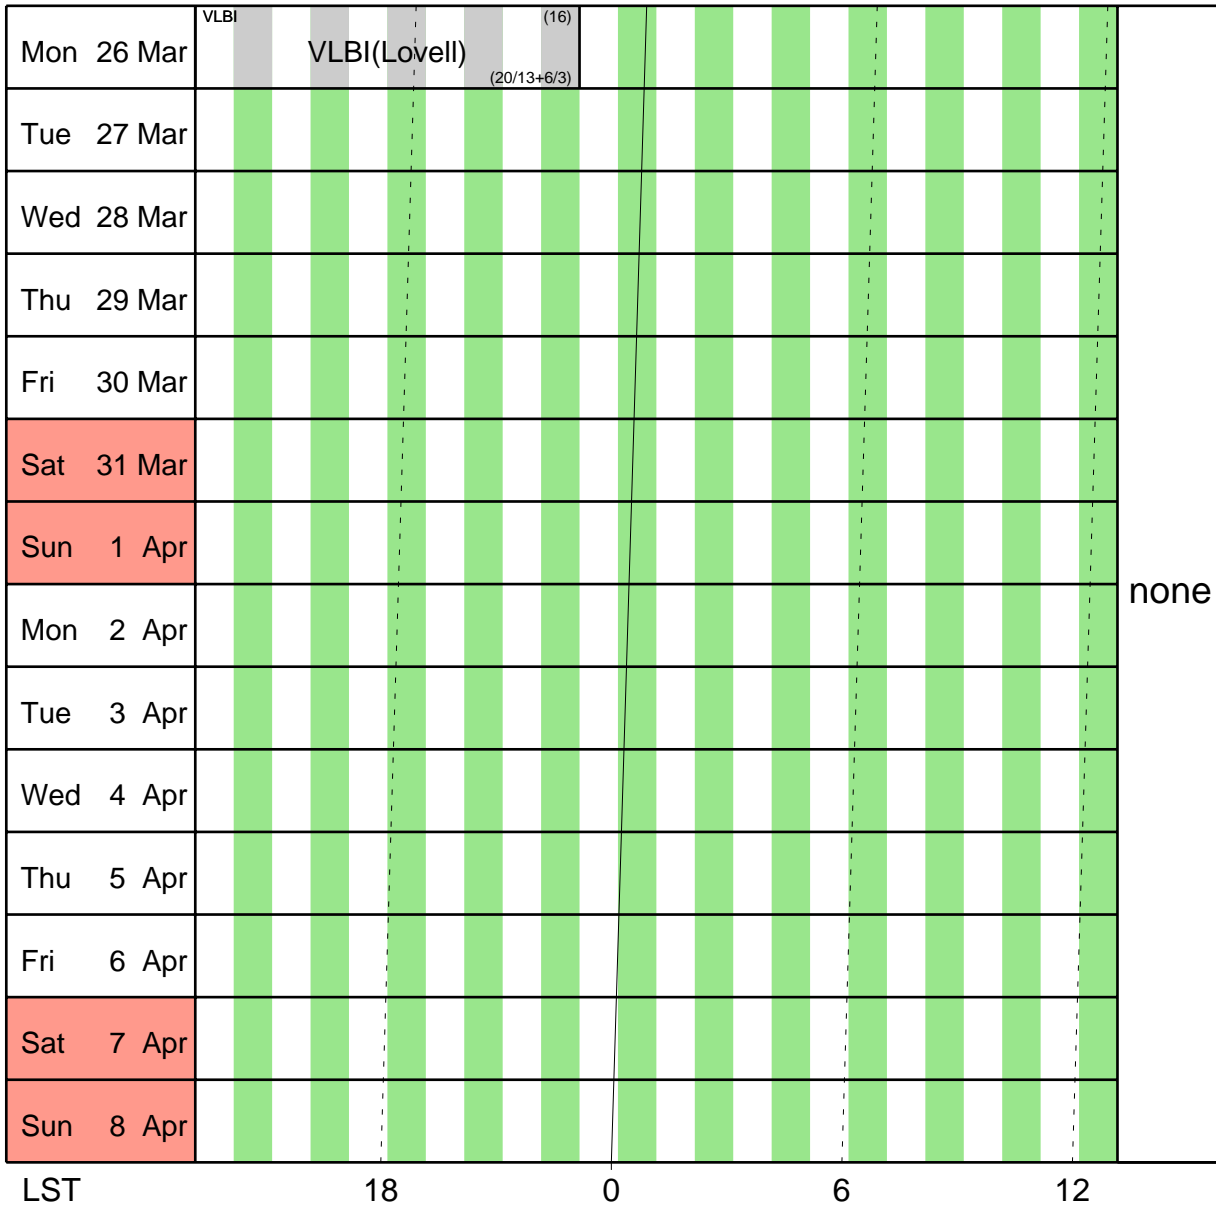 VLBI (16)
Mon 26 Mar VLBI(Lovell)
(20/13+6/3)
Tue 27 Mar
Wed 28 Mar
Thu 29 Mar
Fri 30 Mar
Sat 31 Mar
Sun 1 Apr
none
Mon 2 Apr
Tue 3 Apr
Wed 4 Apr
Thu 5 Apr
Fri 6 Apr
Sat 7 Apr
Sun 8 Apr
LST 18 0 6 12